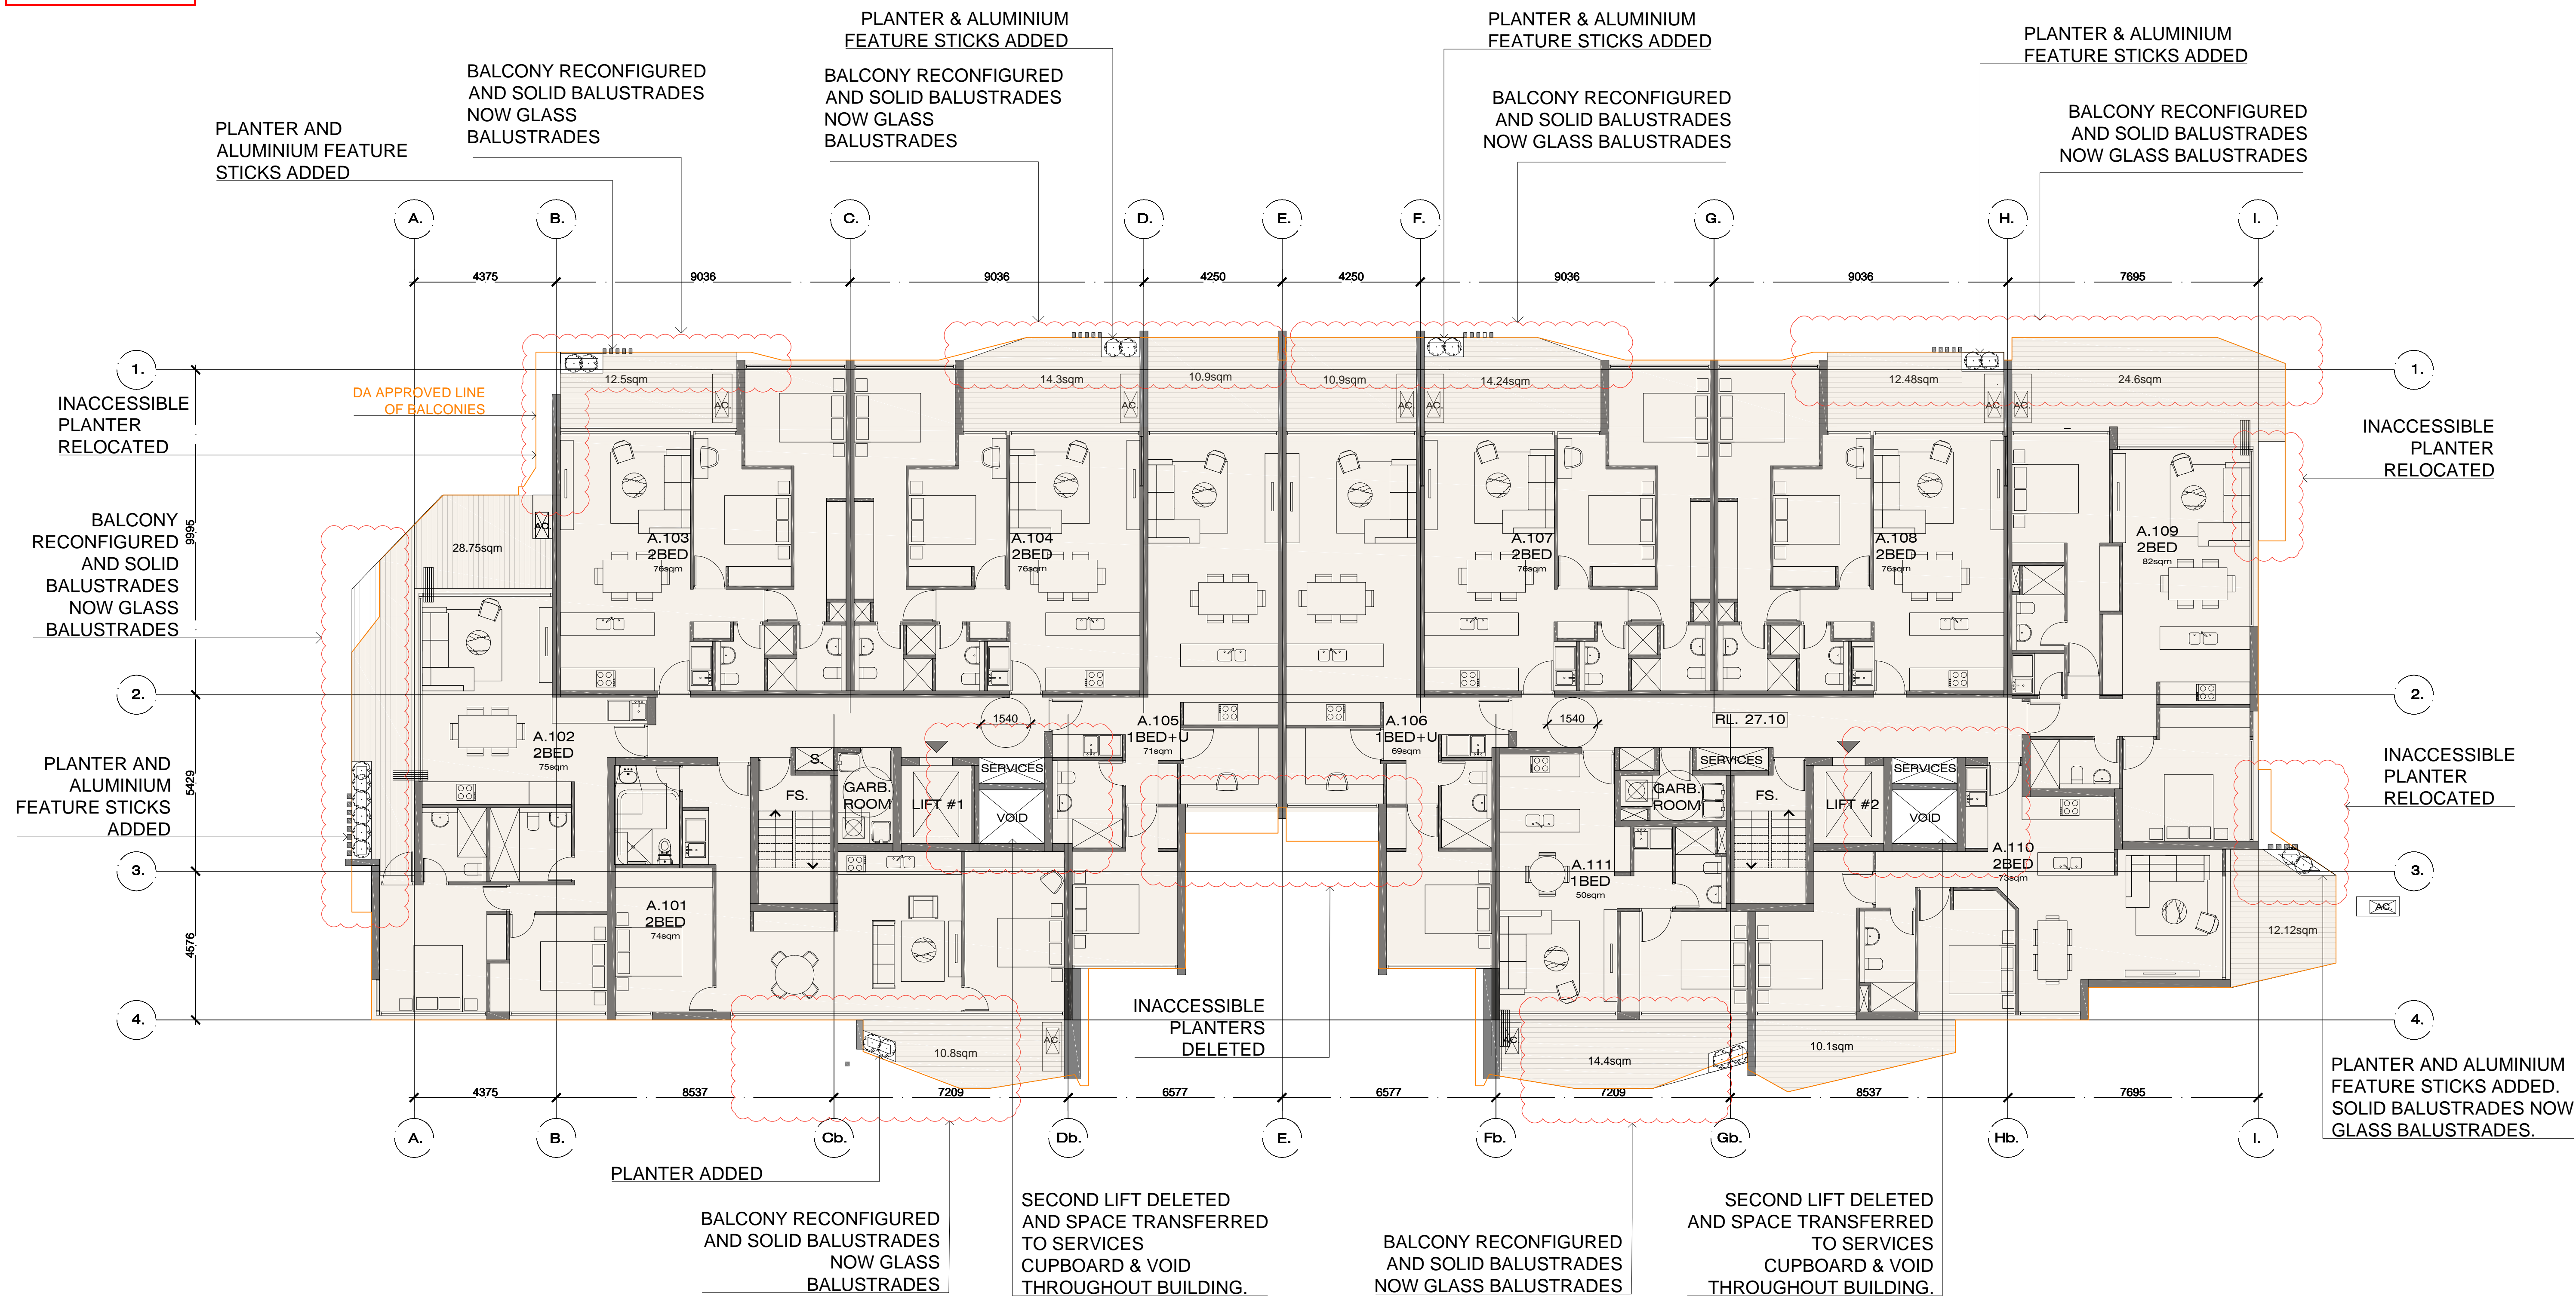 PLANTER & ALUMINIUM
FEATURE STICKS ADDED
PLANTER & ALUMINIUM
FEATURE STICKS ADDED
PLANTER & ALUMINIUM
FEATURE STICKS ADDED
BALCONY RECONFIGURED
AND SOLID BALUSTRADES
NOW GLASS
BALUSTRADES
BALCONY RECONFIGURED
AND SOLID BALUSTRADES
NOW GLASS
BALUSTRADES
BALCONY RECONFIGURED
AND SOLID BALUSTRADES
NOW GLASS BALUSTRADES
BALCONY RECONFIGURED
AND SOLID BALUSTRADES
NOW GLASS BALUSTRADES
PLANTER AND
ALUMINIUM FEATURE
STICKS ADDED
A. B. C. D. E. F. G. H. I.
4375 9036 9036 4250 4250 9036 9036 7695
1. 1.
12.5sqm 14.3sqm 10.9sqm 10.9sqm 14.24sqm 12.48sqm 24.6sqm
DA APPROVED LINE
OF BALCONIES
AC. AC. AC. AC. AC. AC.
INACCESSIBLE
PLANTER
RELOCATED
INACCESSIBLE
PLANTER
RELOCATED
BALCONY
RECONFIGURED
AND SOLID
BALUSTRADES
NOW GLASS
BALUSTRADES
9995
28.75sqm
AC.
A.103
2BED
76sqm
A.104
2BED
76sqm
A.107
2BED
76sqm
A.108
2BED
76sqm
A.109
2BED
82sqm
2. 2.
1540
A.105
1BED+U
71sqm
A.106
1BED+U
69sqm
1540
RL. 27.10
A.102
2BED
75sqm
PLANTER AND
ALUMINIUM
FEATURE STICKS
ADDED
5429
S.
FS.
GARB.
ROOM
LIFT #1
SERVICES
VOID
SERVICES
GARB.
ROOM
FS.
LIFT #2
SERVICES
VOID
INACCESSIBLE
PLANTER
RELOCATED
3. 3.
A.101
2BED
74sqm
A.111
1BED
50sqm
A.110
2BED
73sqm
AC.
12.12sqm
4576
INACCESSIBLE
PLANTERS
DELETED
4. 4.
10.8sqm
AC.
AC.
14.4sqm
10.1sqm
PLANTER AND ALUMINIUM
FEATURE STICKS ADDED.
SOLID BALUSTRADES NOW
GLASS BALUSTRADES.
4375 8537 7209 6577 6577 7209 8537 7695
A. B. Cb. Db. E. Fb. Gb. Hb. I.
PLANTER ADDED
BALCONY RECONFIGURED
AND SOLID BALUSTRADES
NOW GLASS
BALUSTRADES
SECOND LIFT DELETED
AND SPACE TRANSFERRED
TO SERVICES
CUPBOARD & VOID
THROUGHOUT BUILDING.
BALCONY RECONFIGURED
AND SOLID BALUSTRADES
NOW GLASS BALUSTRADES
SECOND LIFT DELETED
AND SPACE TRANSFERRED
TO SERVICES
CUPBOARD & VOID
THROUGHOUT BUILDING.